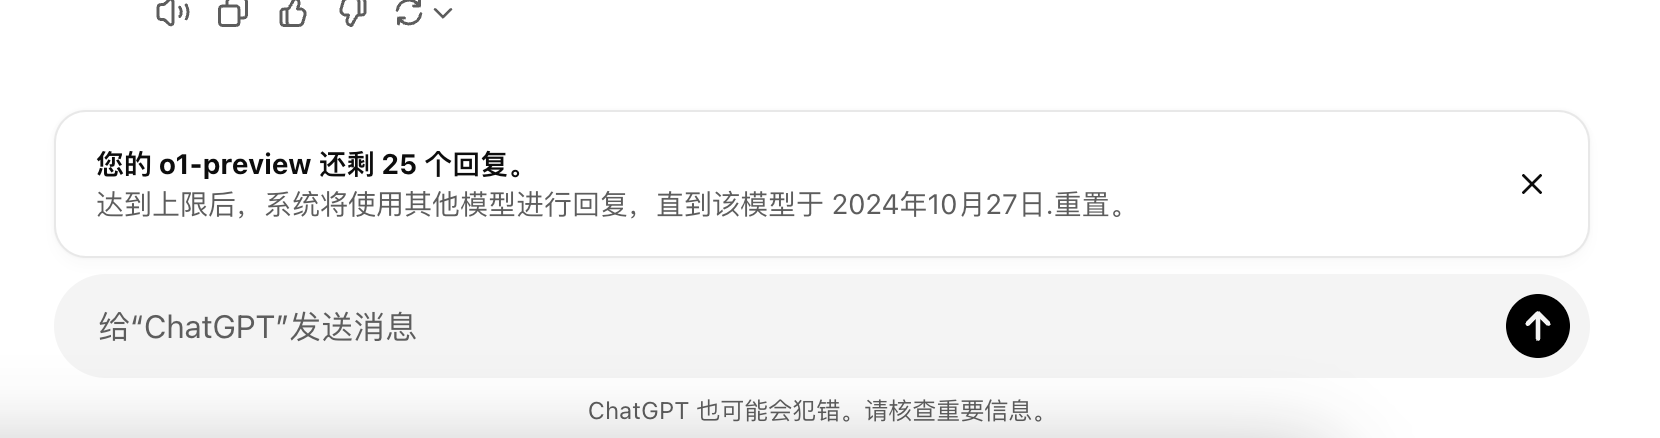 您的 o1-preview 还剩 25 个回复。
达到上限后，系统将使用其他模型进行回复，直到该模型于 2024年10月27日.重置。
给“ChatGPT”发送消息
ChatGPT 也可能会犯错。请核查重要信息。